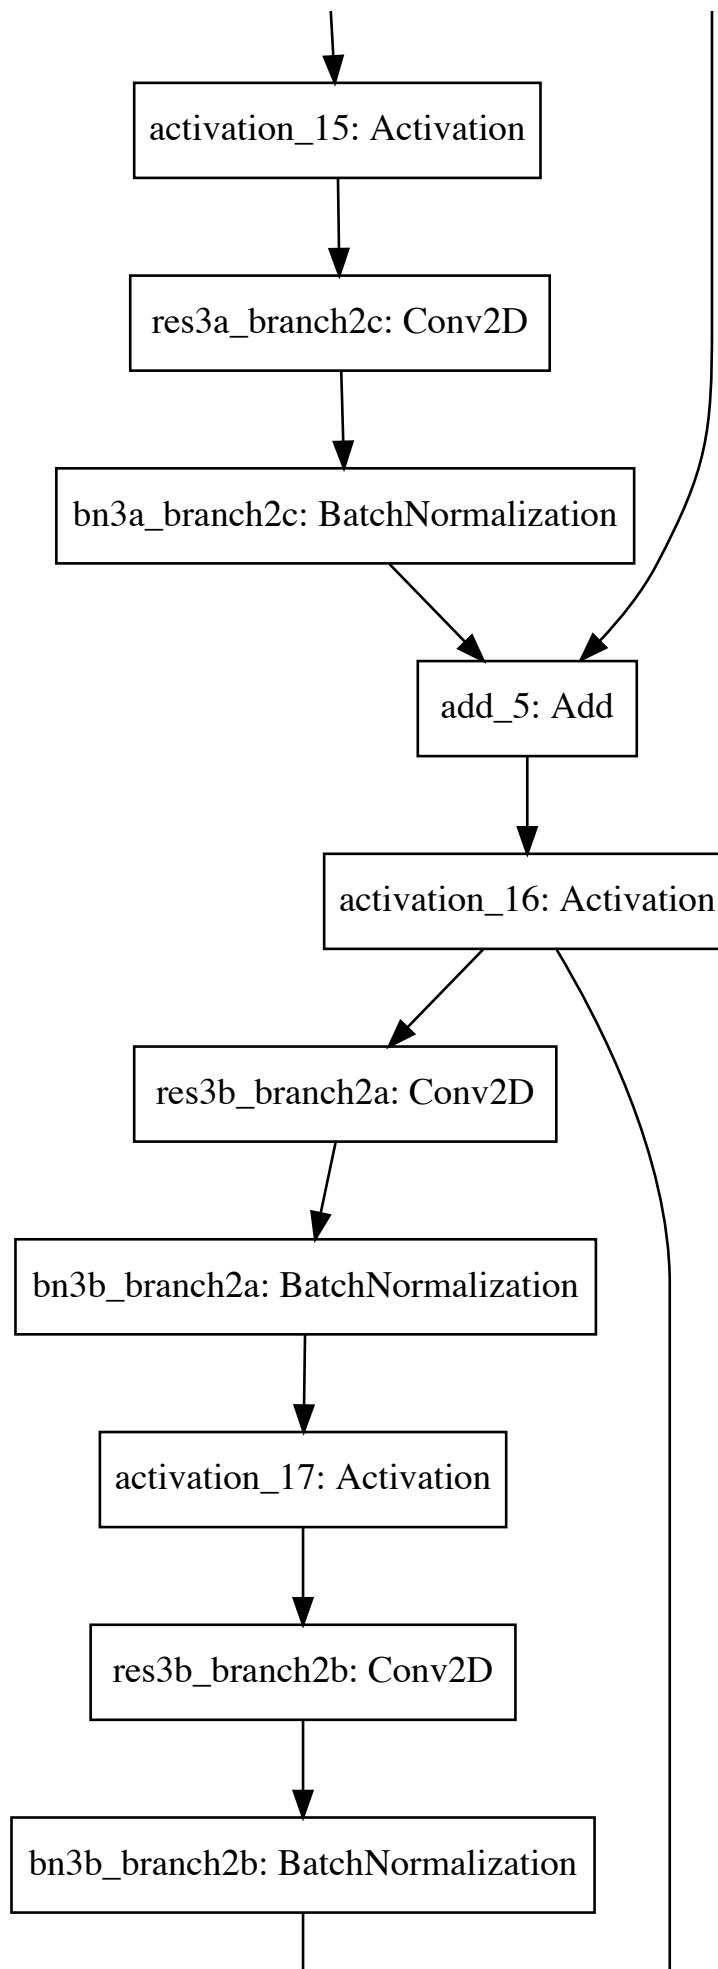 activation_15: Activation
res3a_branch2c: Conv2D
bn3a_branch2c: BatchNormalization
add_5: Add
activation_16: Activation
res3b_branch2a: Conv2D
bn3b_branch2a: BatchNormalization
activation_17: Activation
res3b_branch2b: Conv2D
bn3b_branch2b: BatchNormalization